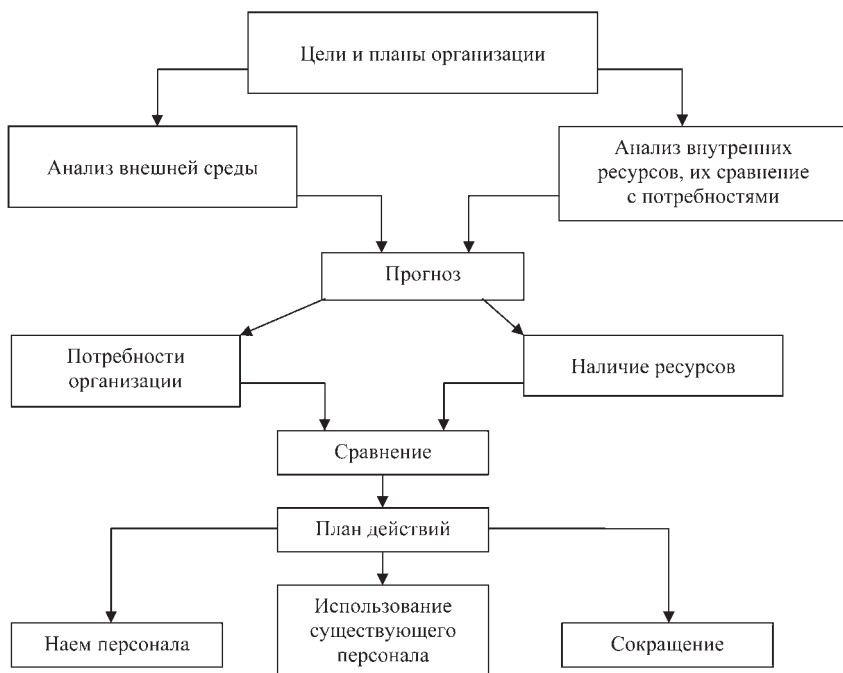 Цели и планы организации
Анализ внешней среды
Анализ внутренних
ресурсов, их сравнение
с потребностями
Прогноз
Потребности
организации
Наличие ресурсов
Сравнение
План действий
Наем персонала
Использование
существующего
персонала
Сокращение